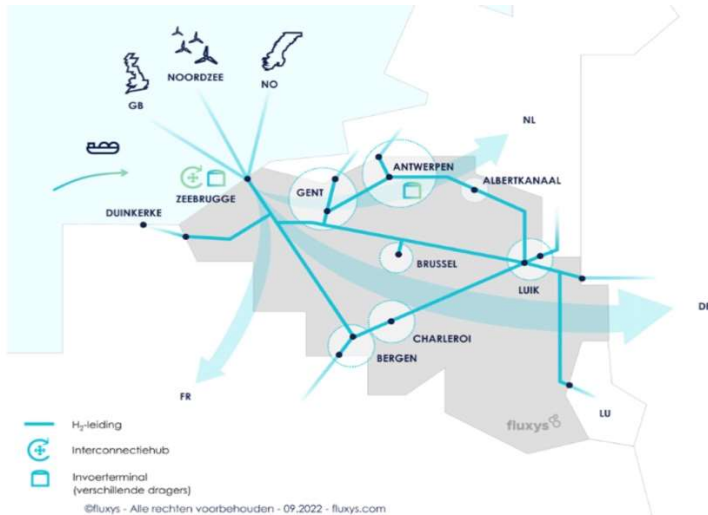 NOORDZEE
NO
GB
NL
ANTWERPEN
GENT
ALBERTKANAAL
ZEEBRUGGE
DUINKERKE
BRUSSEL
LUIK
DE
CHARLEROI
BERGEN
FR
LU
fluxys
H₂-leiding
Interconnectiehub
Invoerterminal
(verschillende dragers)
©fluxys - Alle rechten voorbehouden - 09.2022 - fluxys.com